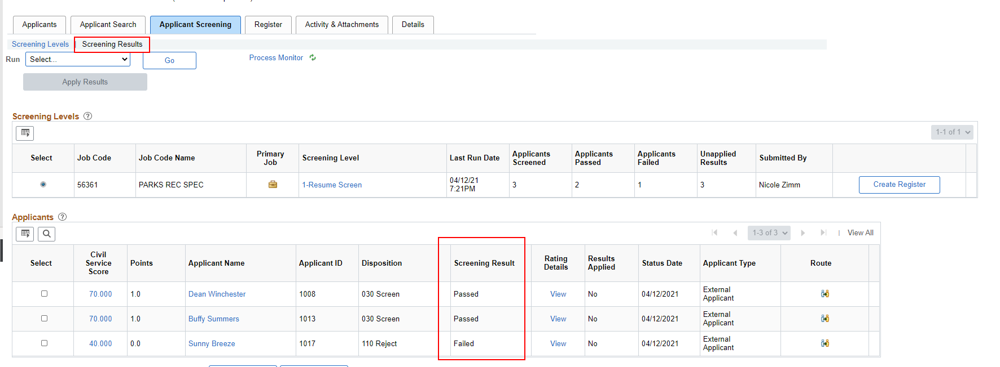 Applicants Applicant Search Applicant Screening Register Activity & Attachments Details
Screening Levels | Screening Results
Run Select... Go Process Monitor
Apply Results
Screening Levels ?
1-1 of 1
Select Job Code Job Code Name Primary Job Screening Level Last Run Date Applicants Screened Applicants Passed Applicants Failed Unapplied Results Submitted By
56361 PARKS REC SPEC 1-Resume Screen 04/12/21 7:21PM 3 2 1 3 Nicole Zimm Create Register
Applicants ?
1-3 of 3 | View All
Select Civil Service Score Points Applicant Name Applicant ID Disposition Screening Result Rating Details Results Applied Status Date Applicant Type Route
70.000 1.0 Dean Winchester 1008 030 Screen Passed View No 04/12/2021 External Applicant
70.000 1.0 Buffy Summers 1013 030 Screen Passed View No 04/12/2021 External Applicant
40.000 0.0 Sunny Breeze 1017 110 Reject Failed View No 04/12/2021 External Applicant